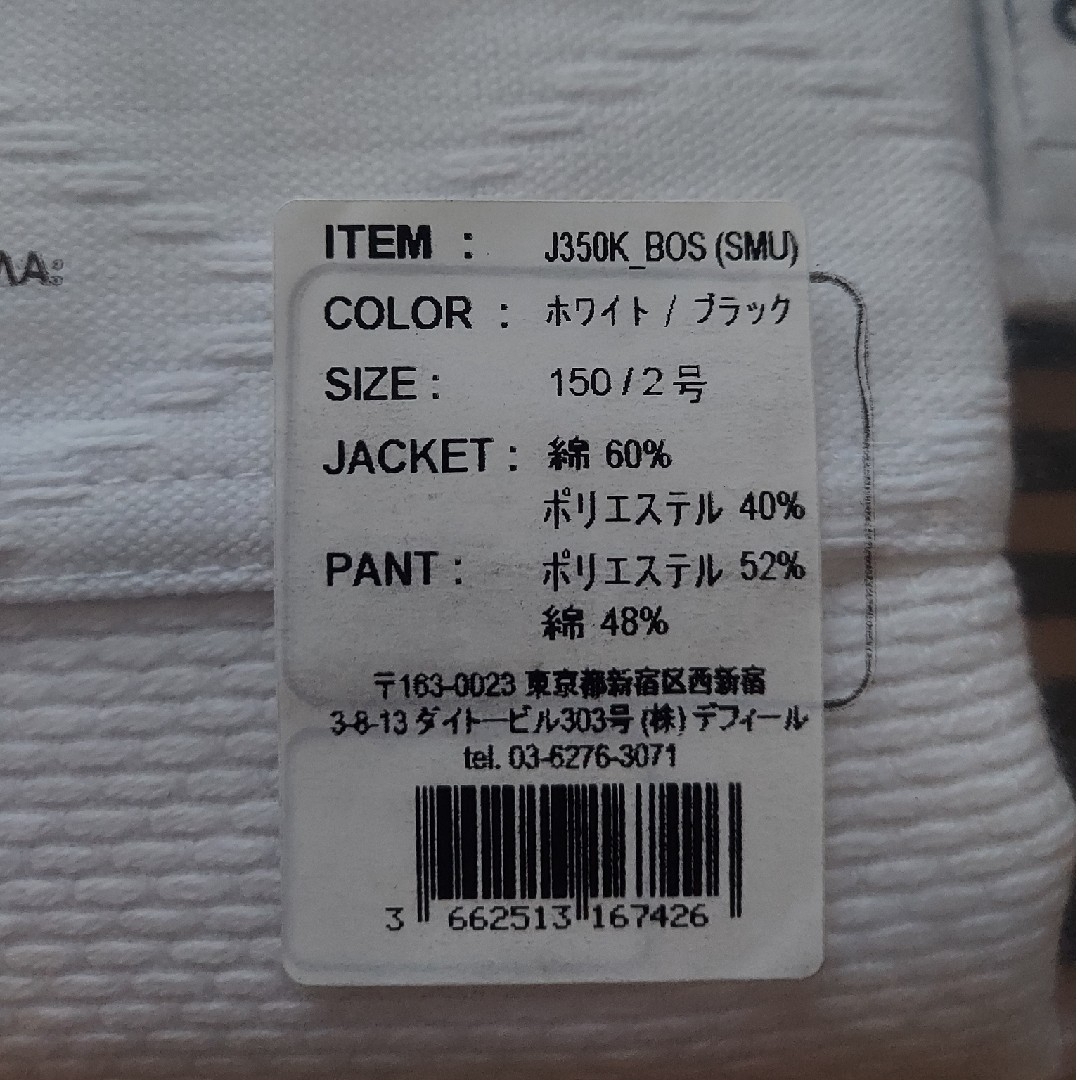 ITEM : J350K_BOS (SMU)
COLOR : ホワイト / ブラック
SIZE : 150 / 2 号
JACKET : 綿 60%
ポリエステル 40%
PANT : ポリエステル 52%
綿 48%
〒163-0023 東京都新宿区西新宿
3-8-13 ダイトービル303号 (株) デフィール
tel. 03-6276-3071
3 662513 167426